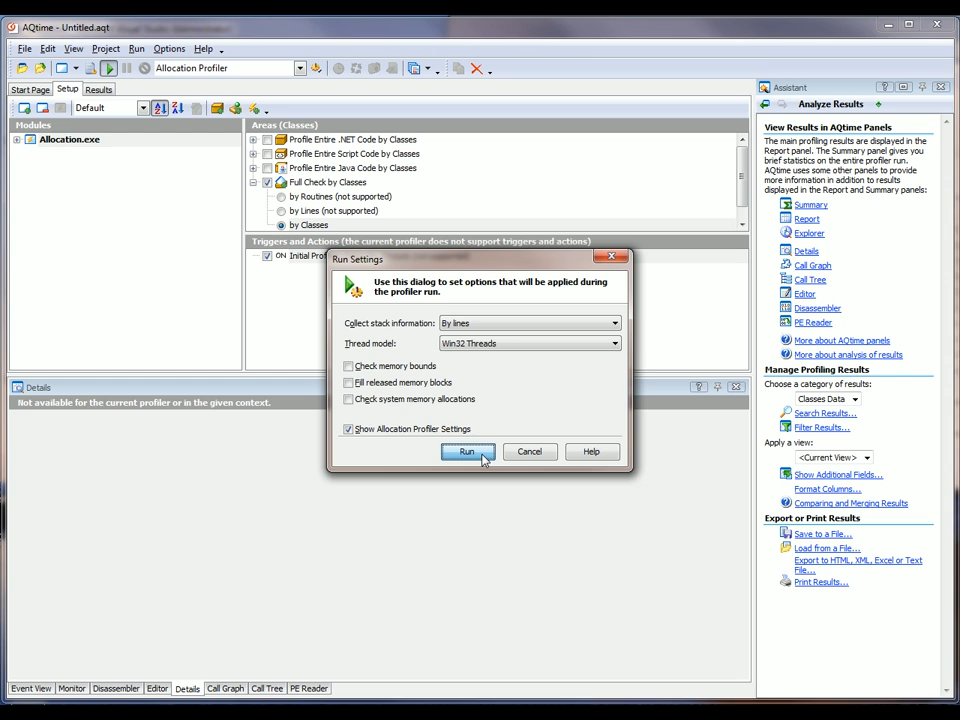 AQtime - Untitled.aqt
File Edit View Project Run Options Help
Allocation Profiler
Start Page Setup Results
Default
Modules
Allocation.exe
Areas (Classes)
Profile Entire .NET Code by Classes
Profile Entire Script Code by Classes
Profile Entire Java Code by Classes
Full Check by Classes
by Routines (not supported)
by Lines (not supported)
by Classes
Triggers and Actions (the current profiler does not support triggers and actions)
ON Initial Prof
Run Settings
Use this dialog to set options that will be applied during
the profiler run.
Collect stack information: By lines
Thread model: Win32 Threads
Check memory bounds
Fill released memory blocks
Check system memory allocations
Show Allocation Profiler Settings
Run Cancel Help
Details
Not available for the current profiler or in the given context.
Event View Monitor Disassembler Editor Details Call Graph Call Tree PE Reader
Assistant
Analyze Results
View Results in AQtime Panels
The main profiling results are displayed in the
Report panel. The Summary panel gives you
brief statistics on the entire profiler run.
AQtime uses some other panels to provide
more information in addition to results
displayed in the Report and Summary panels:
Summary
Report
Explorer
Details
Call Graph
Call Tree
Editor
Disassembler
PE Reader
More about AQtime panels
More about analysis of results
Manage Profiling Results
Choose a category of results:
Classes Data
Search Results...
Filter Results...
Apply a view:
<Current View>
Show Additional Fields...
Format Columns...
Comparing and Merging Results
Export or Print Results
Save to a File...
Load from a File...
Export to HTML, XML, Excel or Text
File...
Print Results...